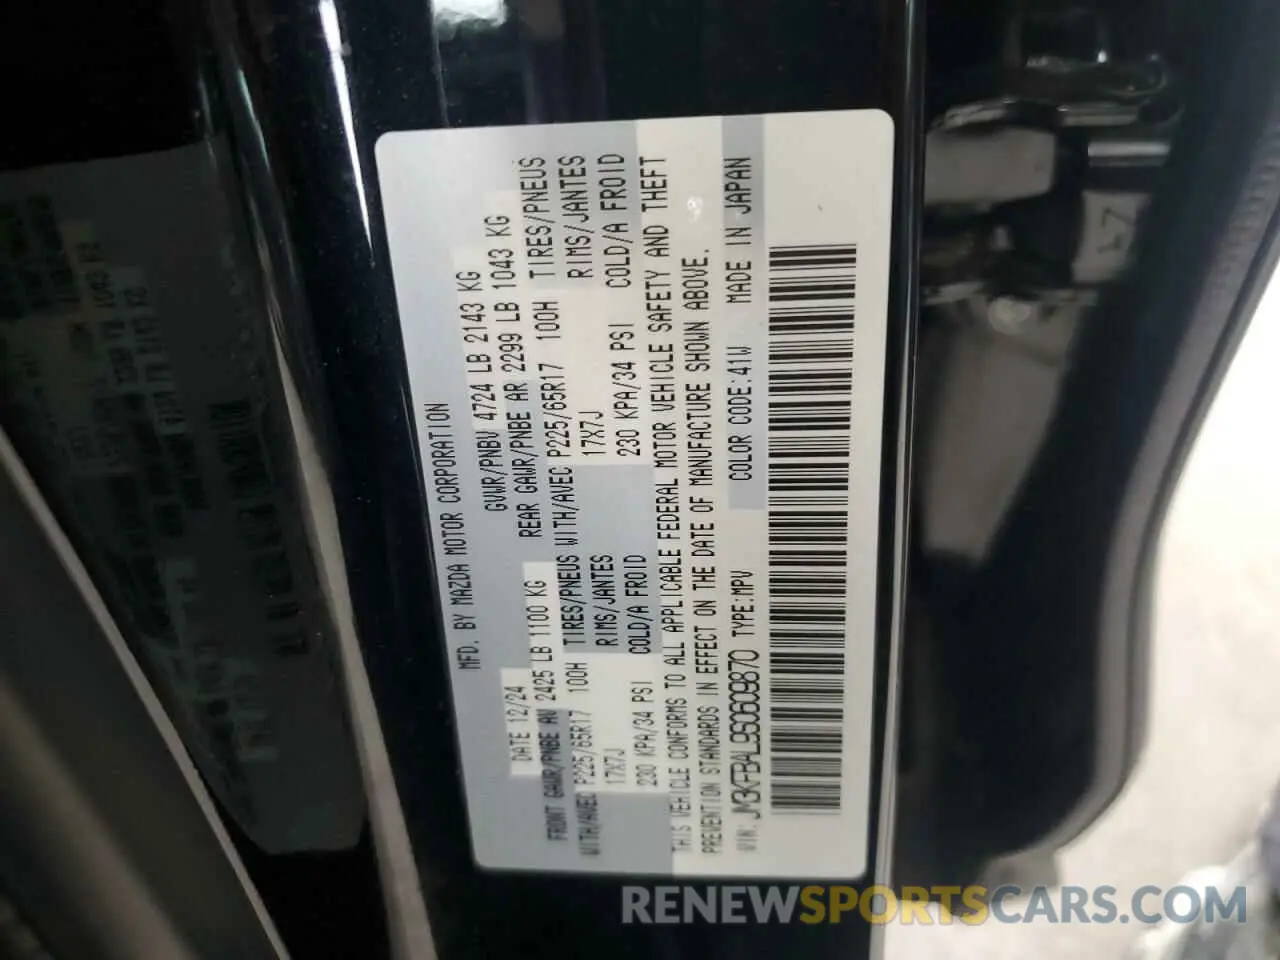 MFD. BY MAZDA MOTOR CORPORATION
DATE 12/24 GVWR/PNBV 4724 LB 2143 KG
FRONT GAWR/PNBE AV 2425 LB 1100 KG REAR GAWR/PNBE AR 2299 LB 1043 KG
WITH/AVEC P225/65R17 100H TIRES/PNEUS WITH/AVEC P225/65R17 100H TIRES/PNEUS
17X7J RIMS/JANTES 17X7J RIMS/JANTES
230 KPA/34 PSI COLD/A FROID 230 KPA/34 PSI COLD/A FROID
THIS VEHICLE CONFORMS TO ALL APPLICABLE FEDERAL MOTOR VEHICLE SAFETY AND THEFT
PREVENTION STANDARDS IN EFFECT ON THE DATE OF MANUFACTURE SHOWN ABOVE.
VIN: JM3KFBAL9S0609870 TYPE:MPV COLOR CODE:41W MADE IN JAPAN
RENEWSPORTSCARS.COM